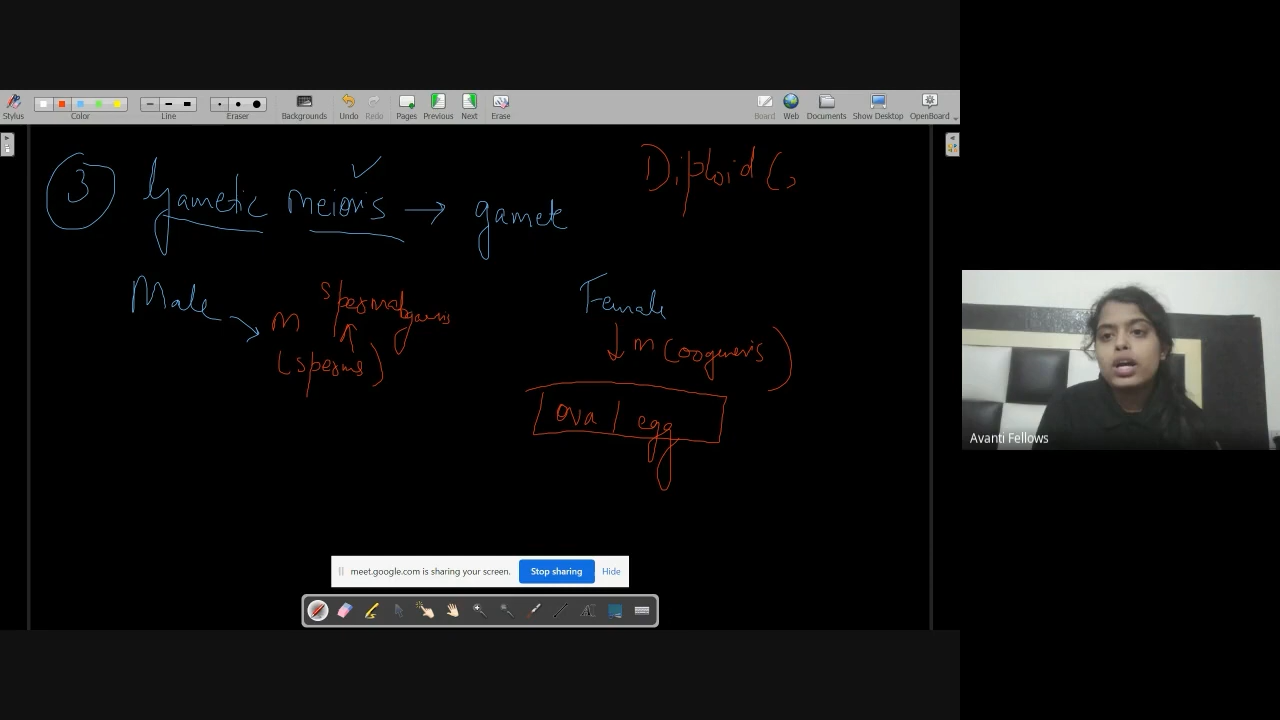 Stylus Color Line Eraser Backgrounds Undo Redo Pages Previous Next Erase Board Web Documents Show Desktop OpenBoard
Diploid (
3 Gametic meiosis → gamete
Male
Female
M
spermatogenesis
(sperms)
M (oogenesis)
ova / egg
Avanti Fellows
meet.google.com is sharing your screen. Stop sharing Hide